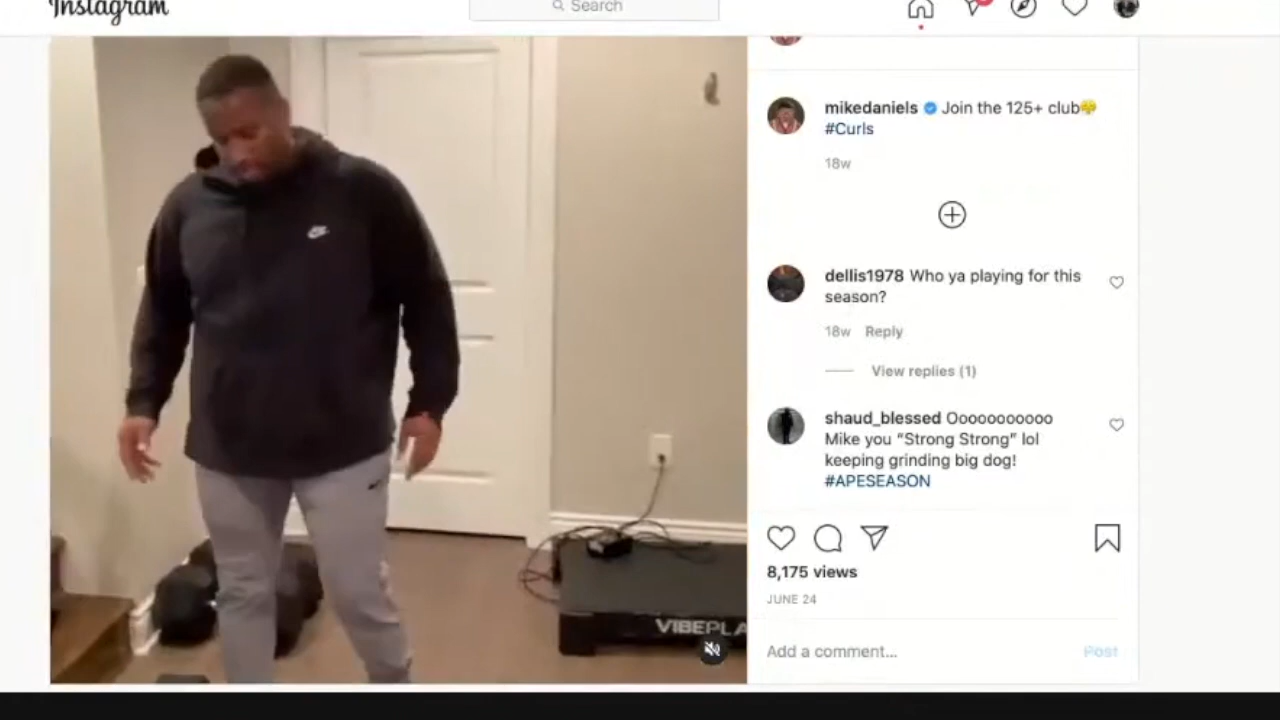 Instagram
Search
mikedaniels Join the 125+ club
#Curls
18w
dellis1978 Who ya playing for this
season?
18w Reply
View replies (1)
shaud_blessed Oooooooooooo
Mike you “Strong Strong” lol
keeping grinding big dog!
#APESEASON
8,175 views
JUNE 24
Add a comment... Post
VIBEPLA